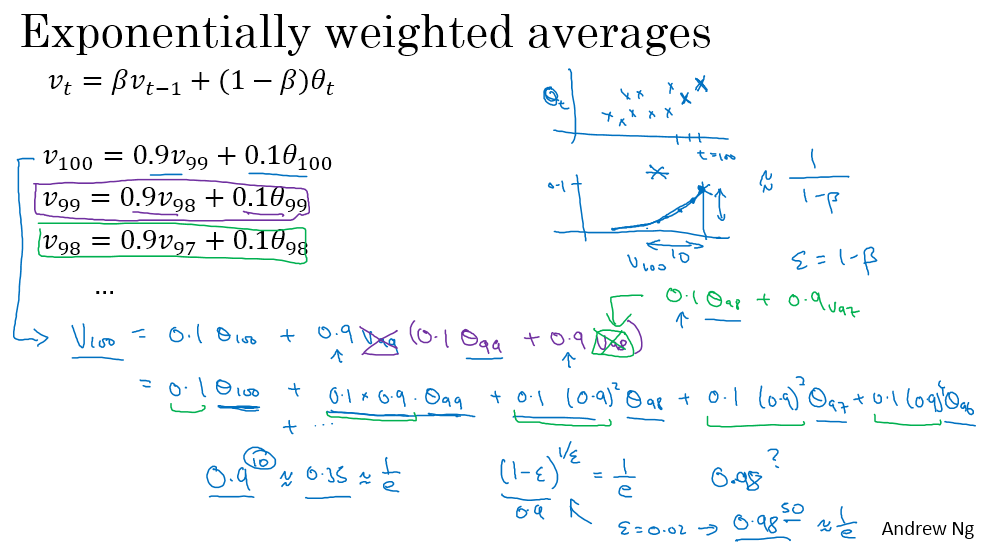 Exponentially weighted averages
v_t = βv_{t−1} + (1 − β)θ_t
θ_t
t=100
v_100 = 0.9v_99 + 0.1θ_100
v_99 = 0.9v_98 + 0.1θ_99
v_98 = 0.9v_97 + 0.1θ_98
...
0.1
V_100
10
≈ 1/(1-β)
ε = 1-β
0.1 θ_98 + 0.9 V_97
V_100 = 0.1 θ_100 + 0.9 V_99 (0.1 θ_99 + 0.9 V_98)
= 0.1 θ_100 + 0.1 × 0.9 · θ_99 + 0.1 (0.9)^2 θ_98 + 0.1 (0.9)^3 θ_97 + 0.1 (0.9)^4 θ_96
+ ...
0.9^10 ≈ 0.35 ≈ 1/e
(1-ε)^{1/ε} = 1/e
0.9
0.98^?
ε = 0.02 → 0.98^50 ≈ 1/e
Andrew Ng